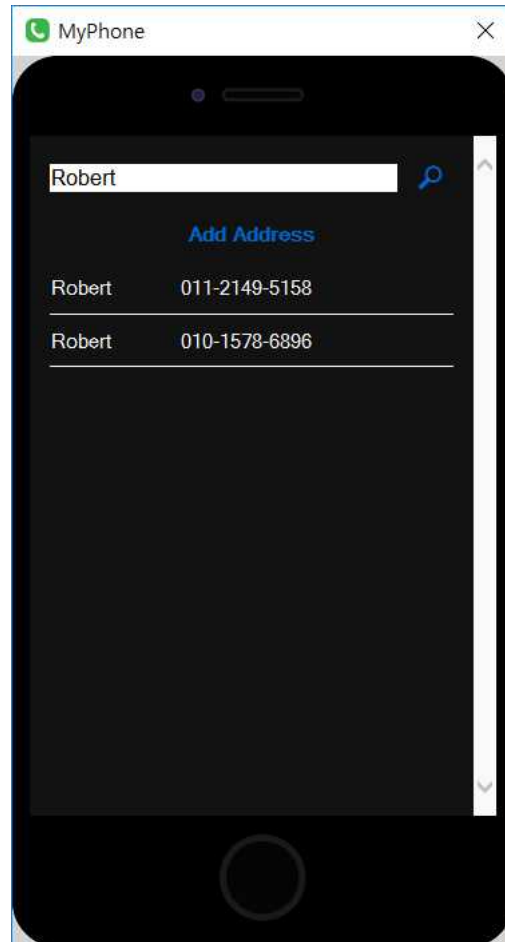 MyPhone
Robert
Add Address
Robert 011-2149-5158
Robert 010-1578-6896